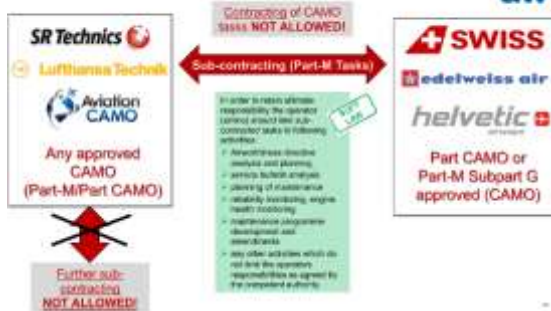 Contracting of CAMO
tasks NOT ALLOWED!
SR Technics
Lufthansa Technik
Aviation
CAMO
Any approved
CAMO
(Part-M/Part CAMO)
Further sub-
contracting
NOT ALLOWED!
Sub-contracting (Part-M Tasks)
In order to retain ultimate
responsibility the operator
should limit sub-
contracted tasks to following
activities:
Airworthiness directive
analysis and planning
service bulletin analysis
planning of maintenance
reliability monitoring, engine
health monitoring
maintenance programme
development and
amendments
any other activities which do
not limit the operators
responsibilities as agreed by
the competent authority
SWISS
edelweiss air
helvetic
Part CAMO or
Part-M Subpart G
approved (CAMO)